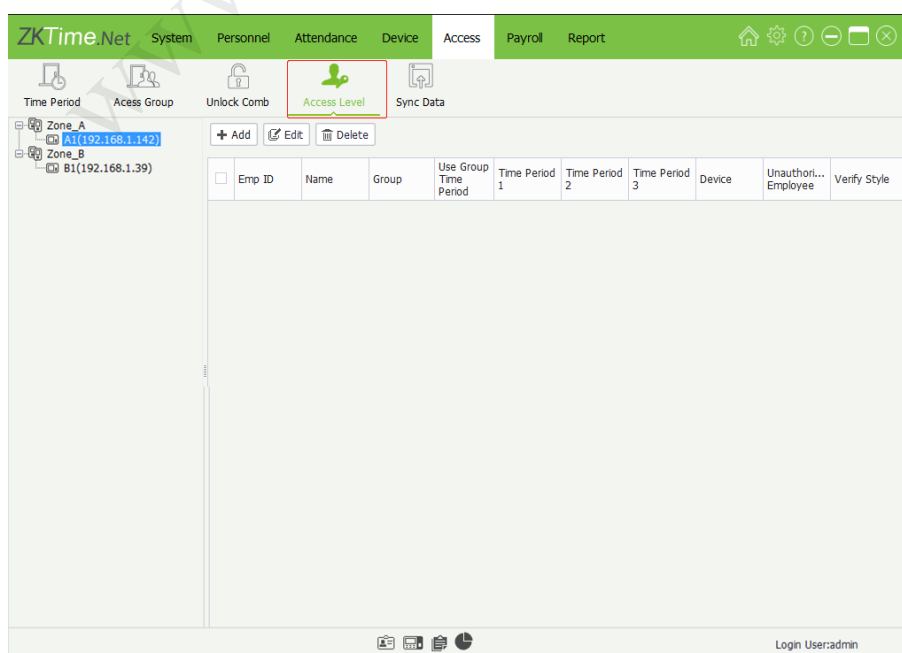 ZKTime.Net System Personnel Attendance Device Access Payroll Report
Time Period Acess Group Unlock Comb Access Level Sync Data
Zone_A
A1(192.168.1.142)
Zone_B
B1(192.168.1.39)
Add Edit Delete
Emp ID Name Group Use Group Time Period Time Period 1 Time Period 2 Time Period 3 Device Unauthori... Employee Verify Style
Login User:admin